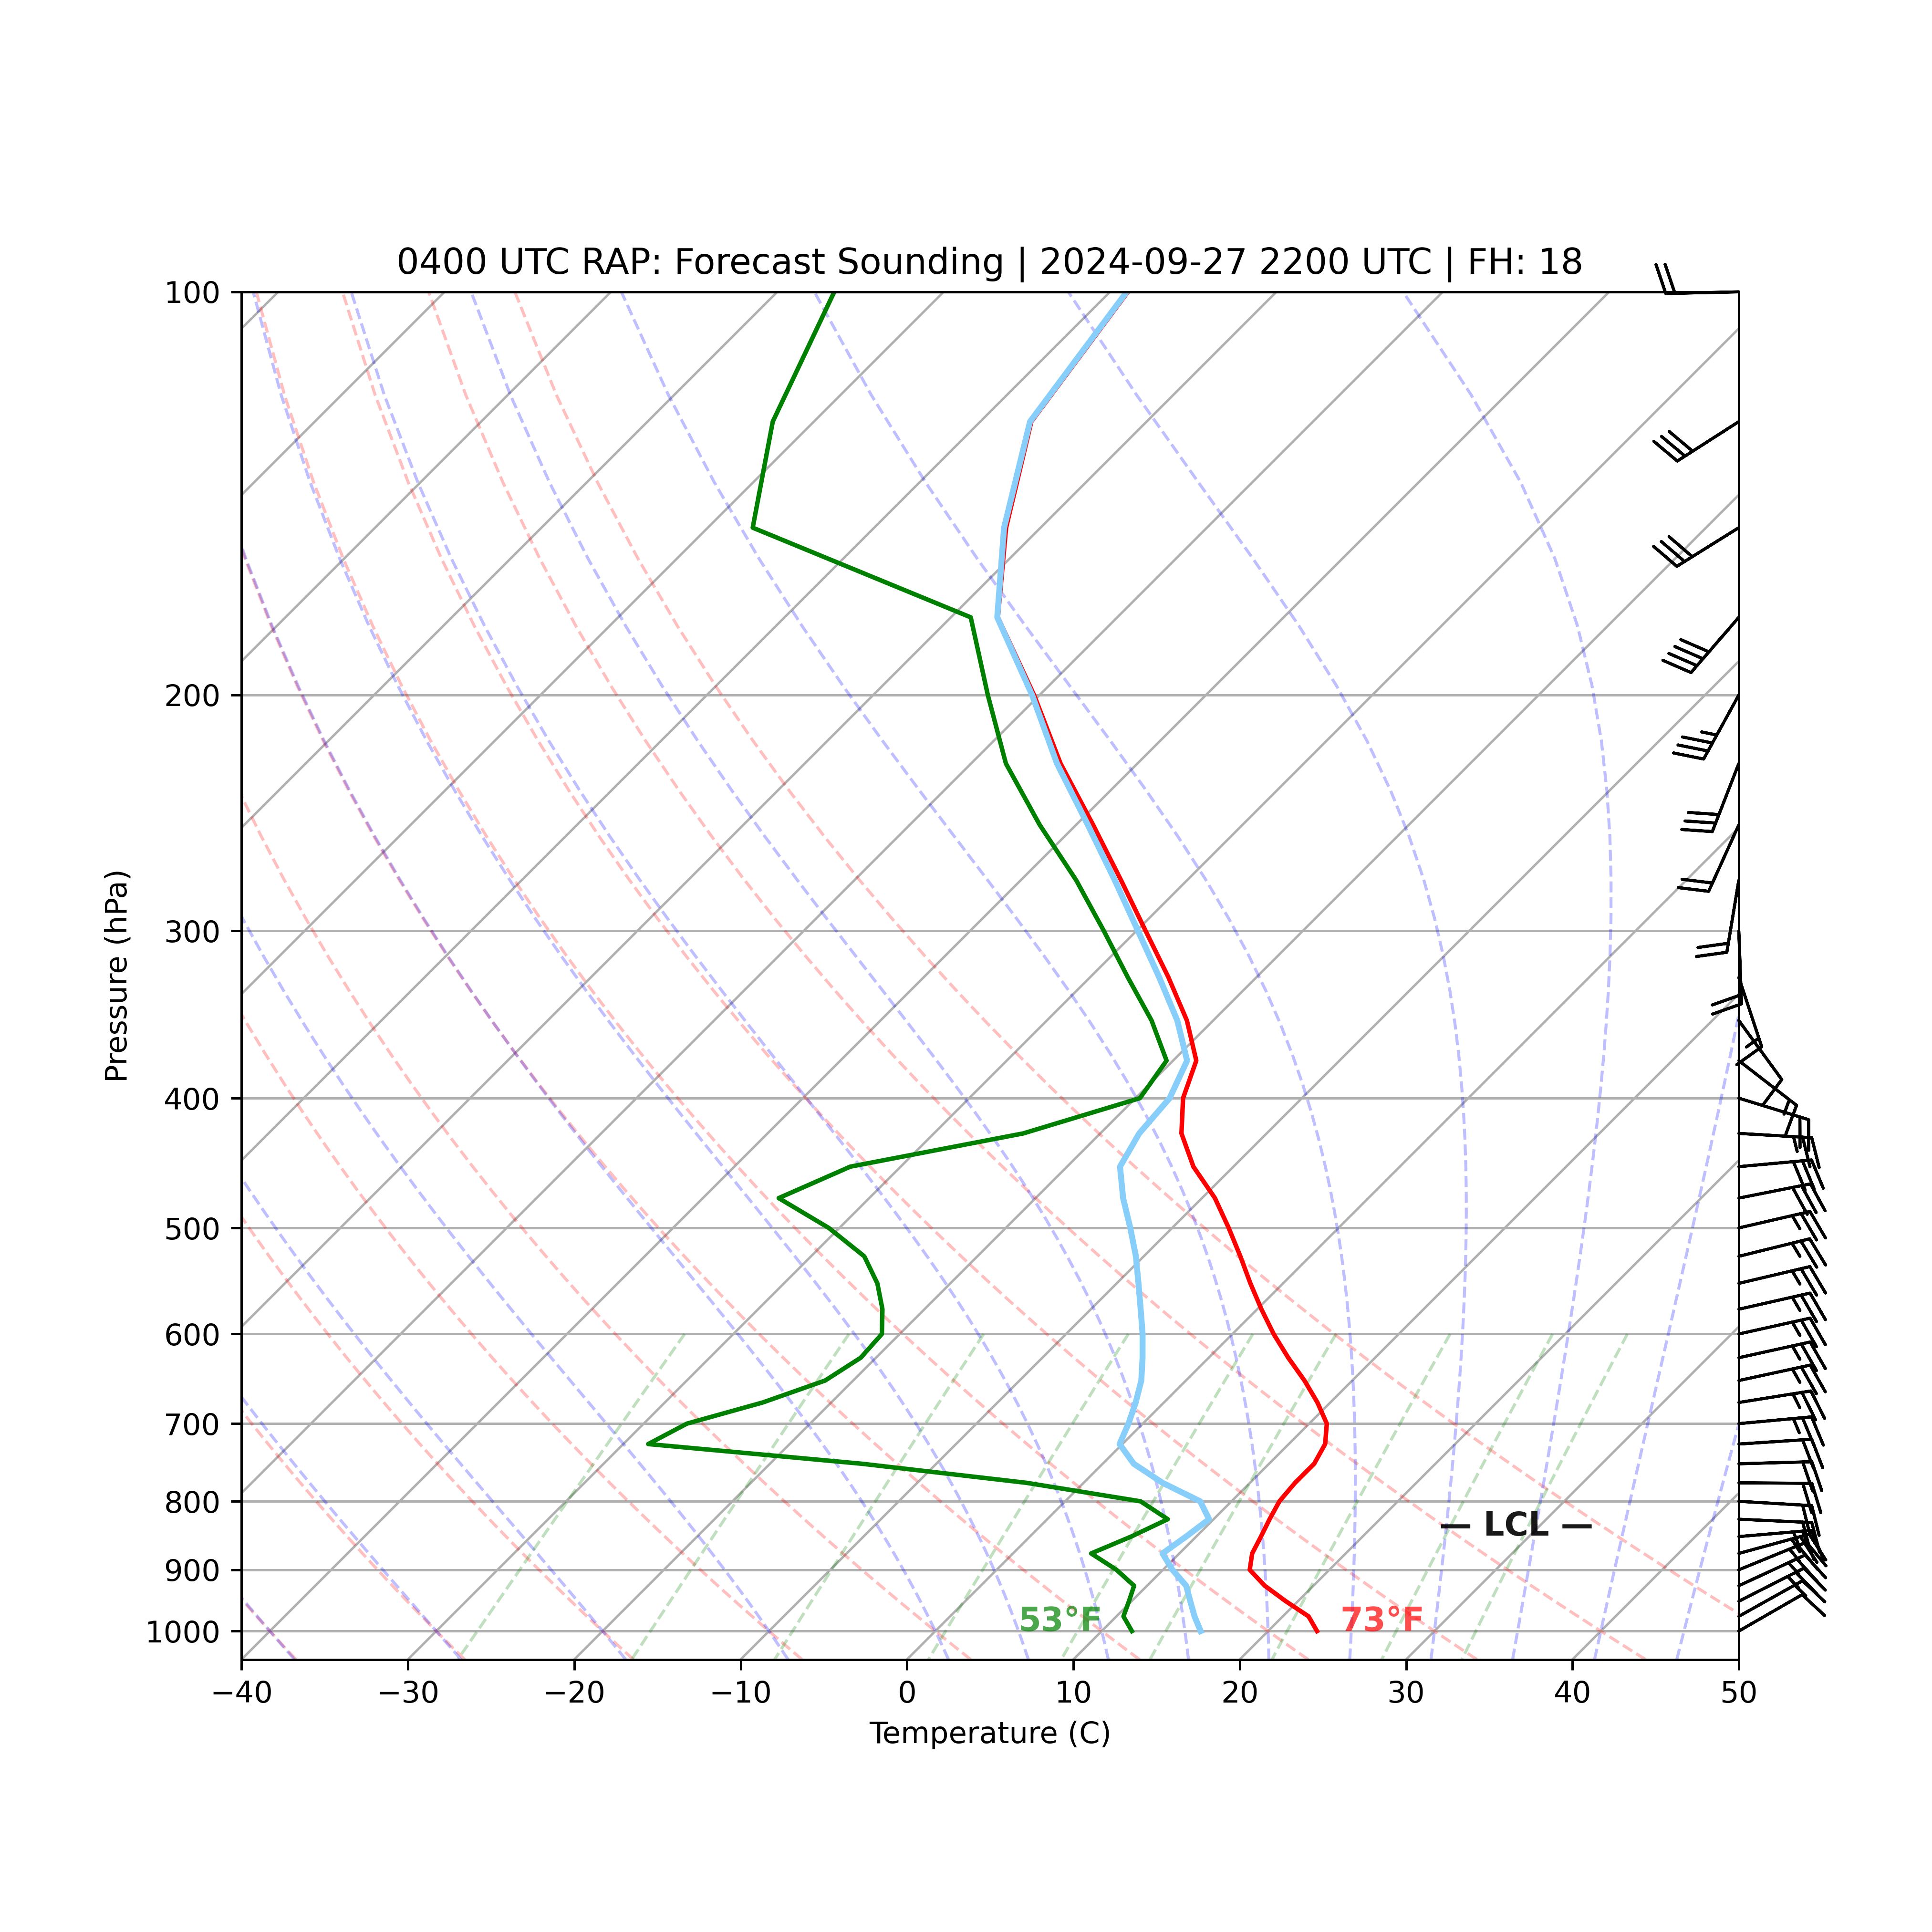 0400 UTC RAP: Forecast Sounding | 2024-09-27 2200 UTC | FH: 18
100
200
300
400
500
600
700
800
900
1000
Pressure (hPa)
— LCL —
53°F
73°F
−40 −30 −20 −10 0 10 20 30 40 50
Temperature (C)